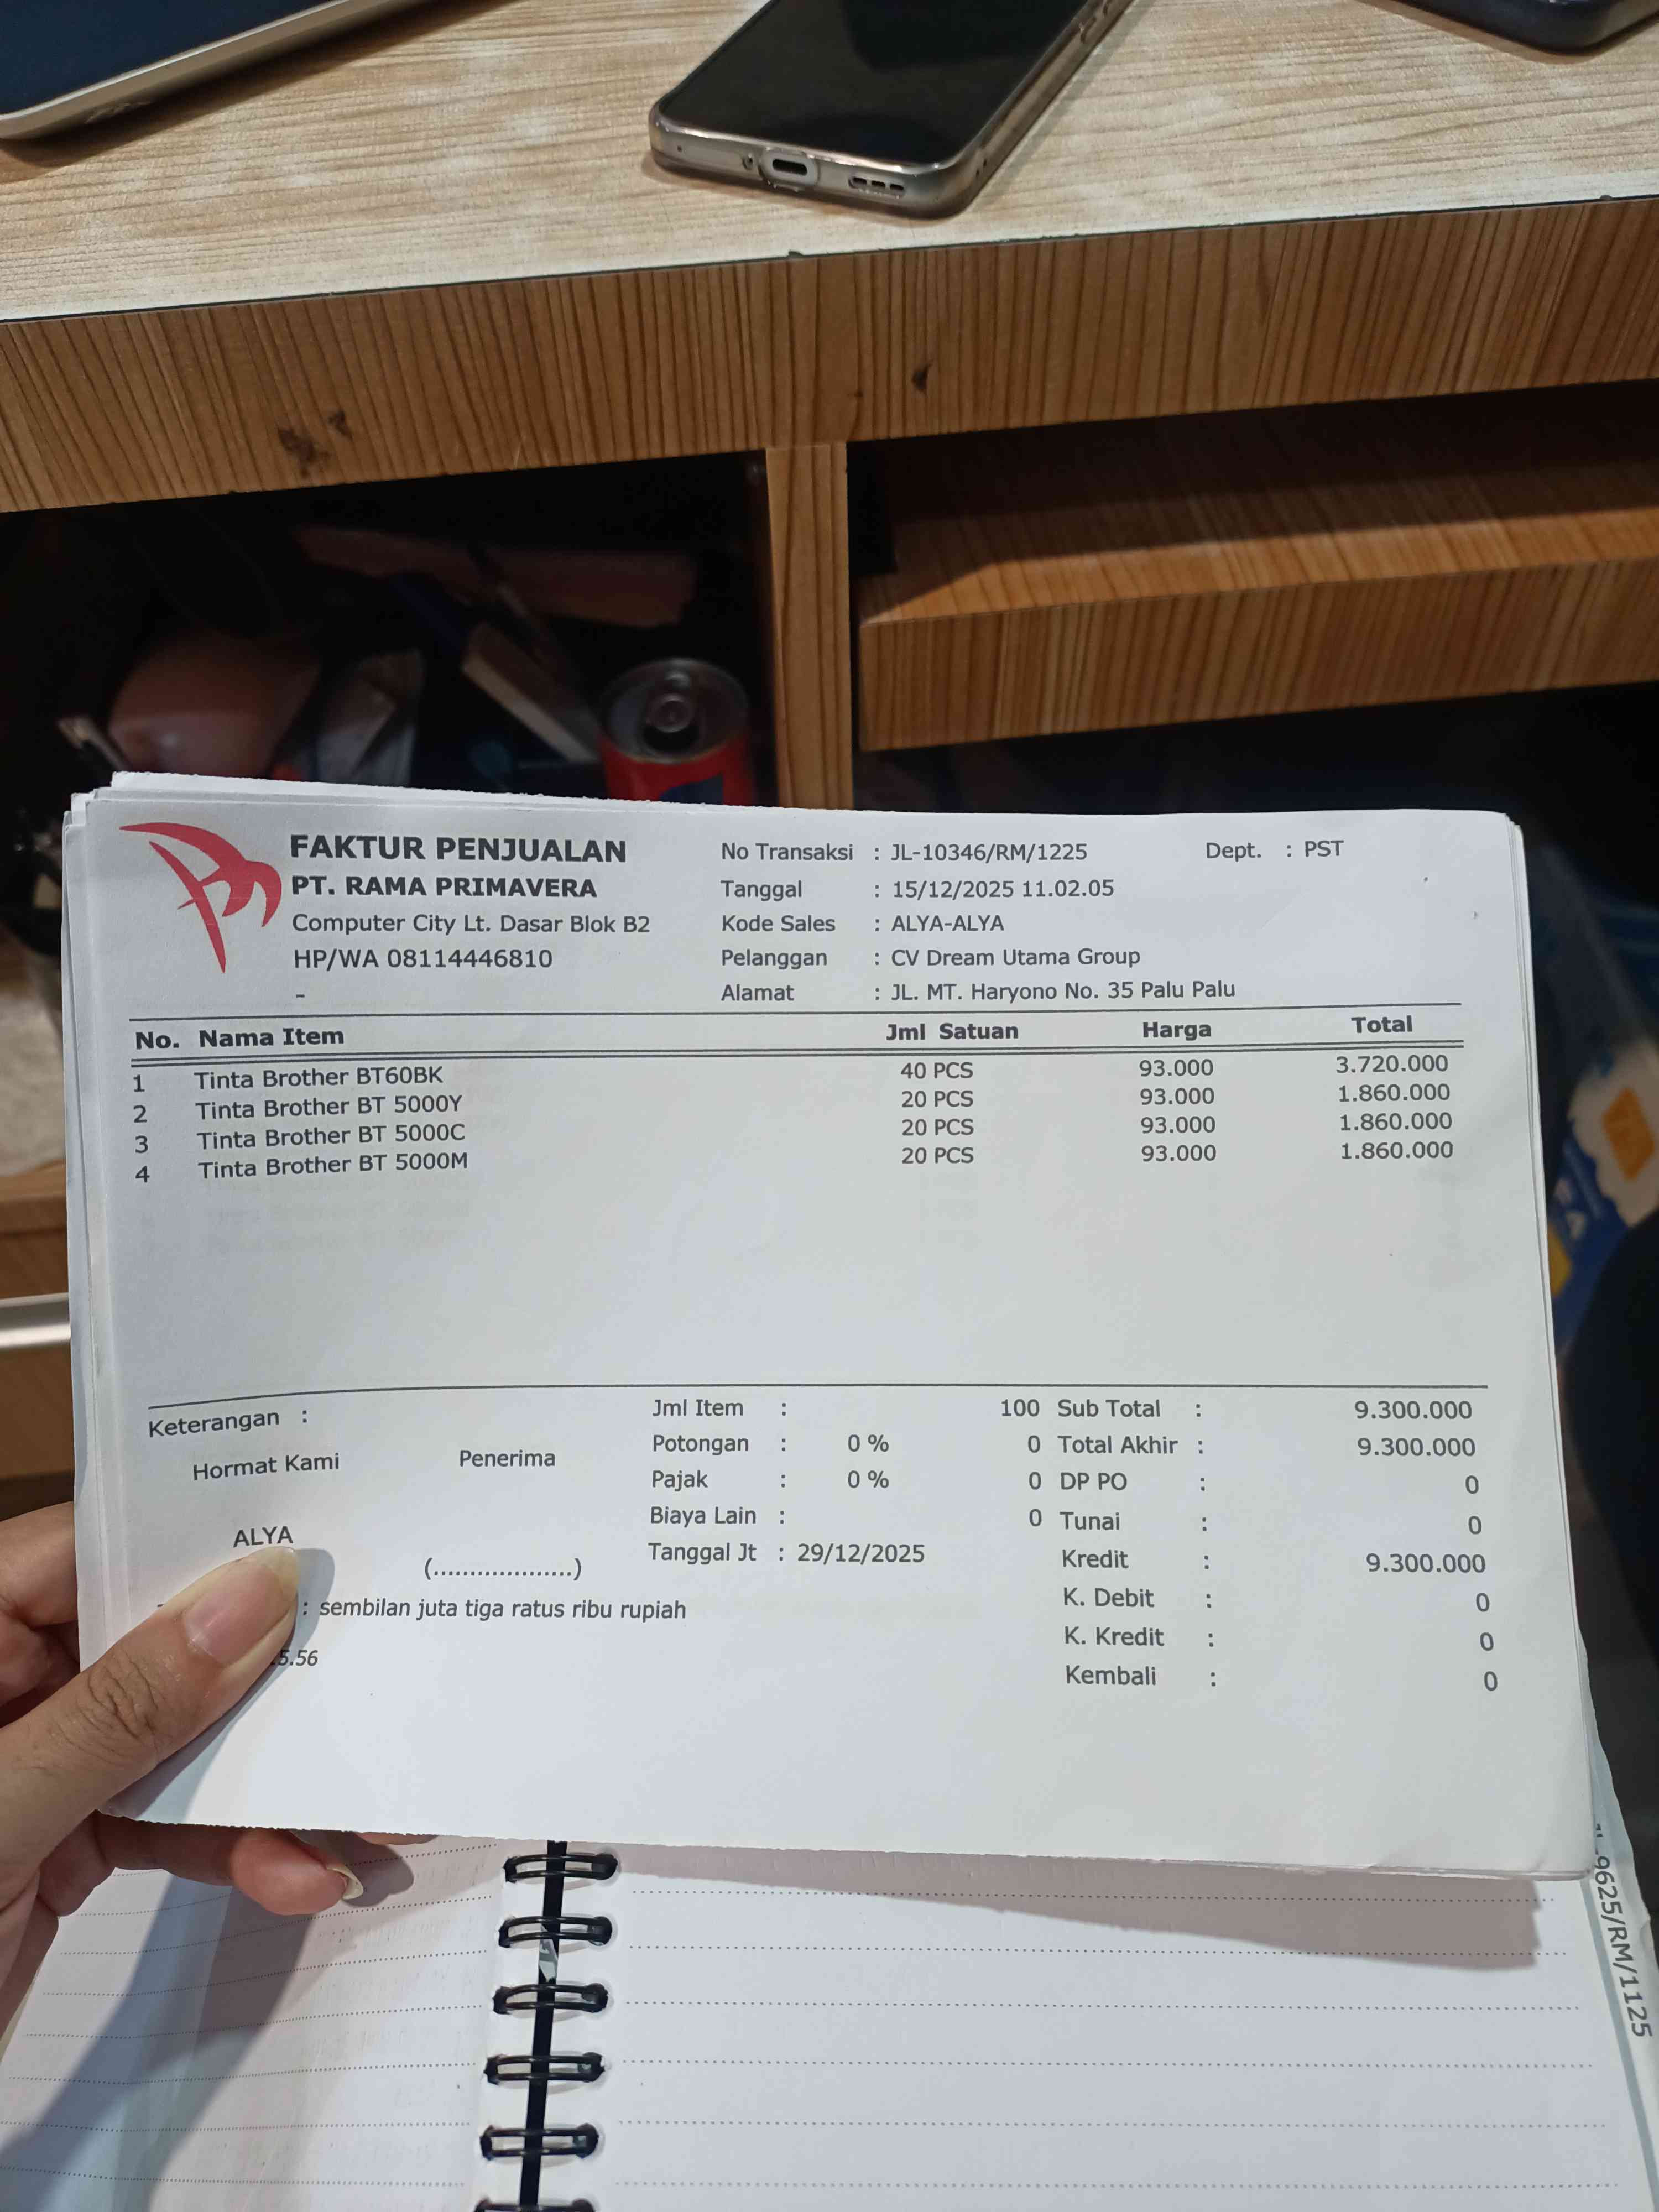 FAKTUR PENJUALAN
PT. RAMA PRIMAVERA
Computer City Lt. Dasar Blok B2
HP/WA 08114446810
-
No Transaksi : JL-10346/RM/1225 Dept. : PST
Tanggal : 15/12/2025 11.02.05
Kode Sales : ALYA-ALYA
Pelanggan : CV Dream Utama Group
Alamat : JL. MT. Haryono No. 35 Palu Palu
No. Nama Item Jml Satuan Harga Total
1 Tinta Brother BT60BK 40 PCS 93.000 3.720.000
2 Tinta Brother BT 5000Y 20 PCS 93.000 1.860.000
3 Tinta Brother BT 5000C 20 PCS 93.000 1.860.000
4 Tinta Brother BT 5000M 20 PCS 93.000 1.860.000
Keterangan :
Hormat Kami Penerima
ALYA
(...................)
: sembilan juta tiga ratus ribu rupiah
5.56
Jml Item : 100
Potongan : 0 % 0
Pajak : 0 % 0
Biaya Lain : 0
Tanggal Jt : 29/12/2025
Sub Total : 9.300.000
Total Akhir : 9.300.000
DP PO : 0
Tunai : 0
Kredit : 9.300.000
K. Debit : 0
K. Kredit : 0
Kembali : 0
9625/RM/1125